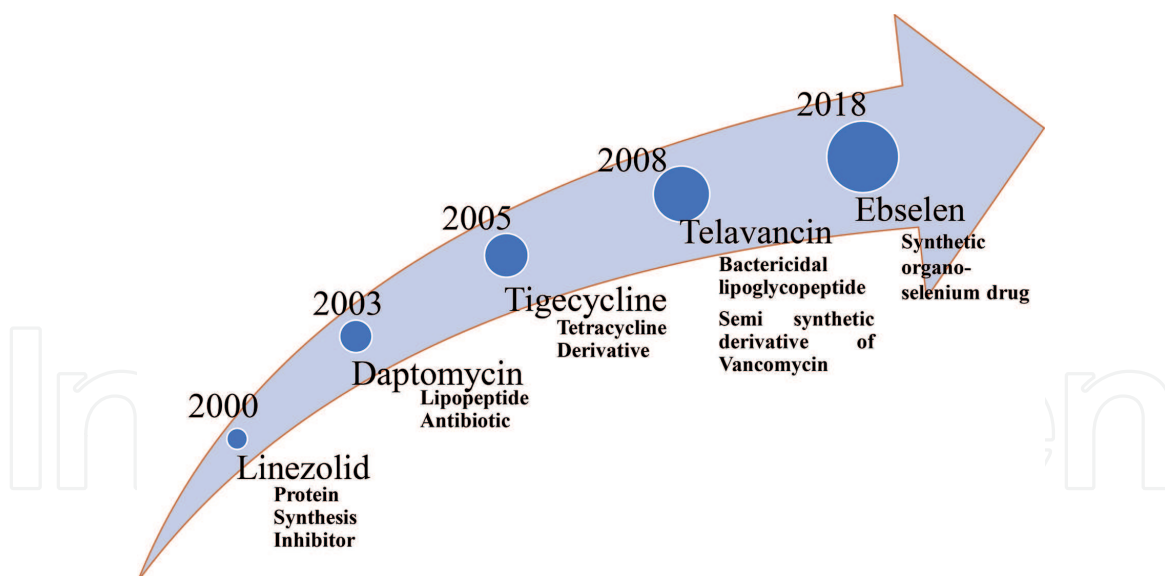 2000
Linezolid
Protein
Synthesis
Inhibitor
2003
Daptomycin
Lipopeptide
Antibiotic
2005
Tigecycline
Tetracycline
Derivative
2008
Telavancin
Bactericidal
lipoglycopeptide
Semi synthetic
derivative of
Vancomycin
2018
Ebselen
Synthetic
organo-
selenium drug